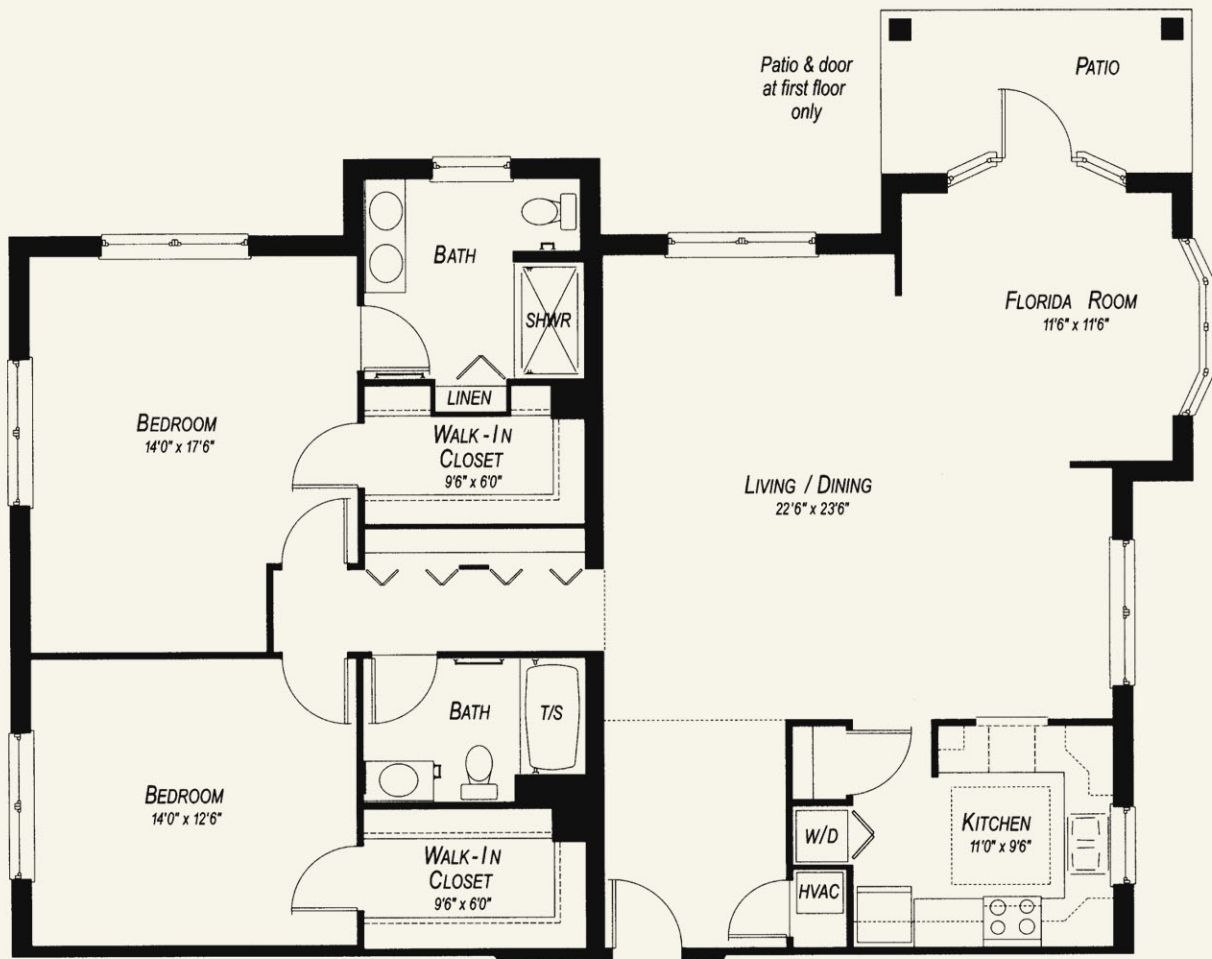 Patio & door
at first floor
only
PATIO
BATH
SHWR
FLORIDA ROOM
11'6" x 11'6"
LINEN
BEDROOM
14'0" x 17'6"
WALK-IN
CLOSET
9'6" x 6'0"
LIVING / DINING
22'6" x 23'6"
BATH
T/S
BEDROOM
14'0" x 12'6"
WALK-IN
CLOSET
9'6" x 6'0"
W/D
HVAC
KITCHEN
11'0" x 9'6"